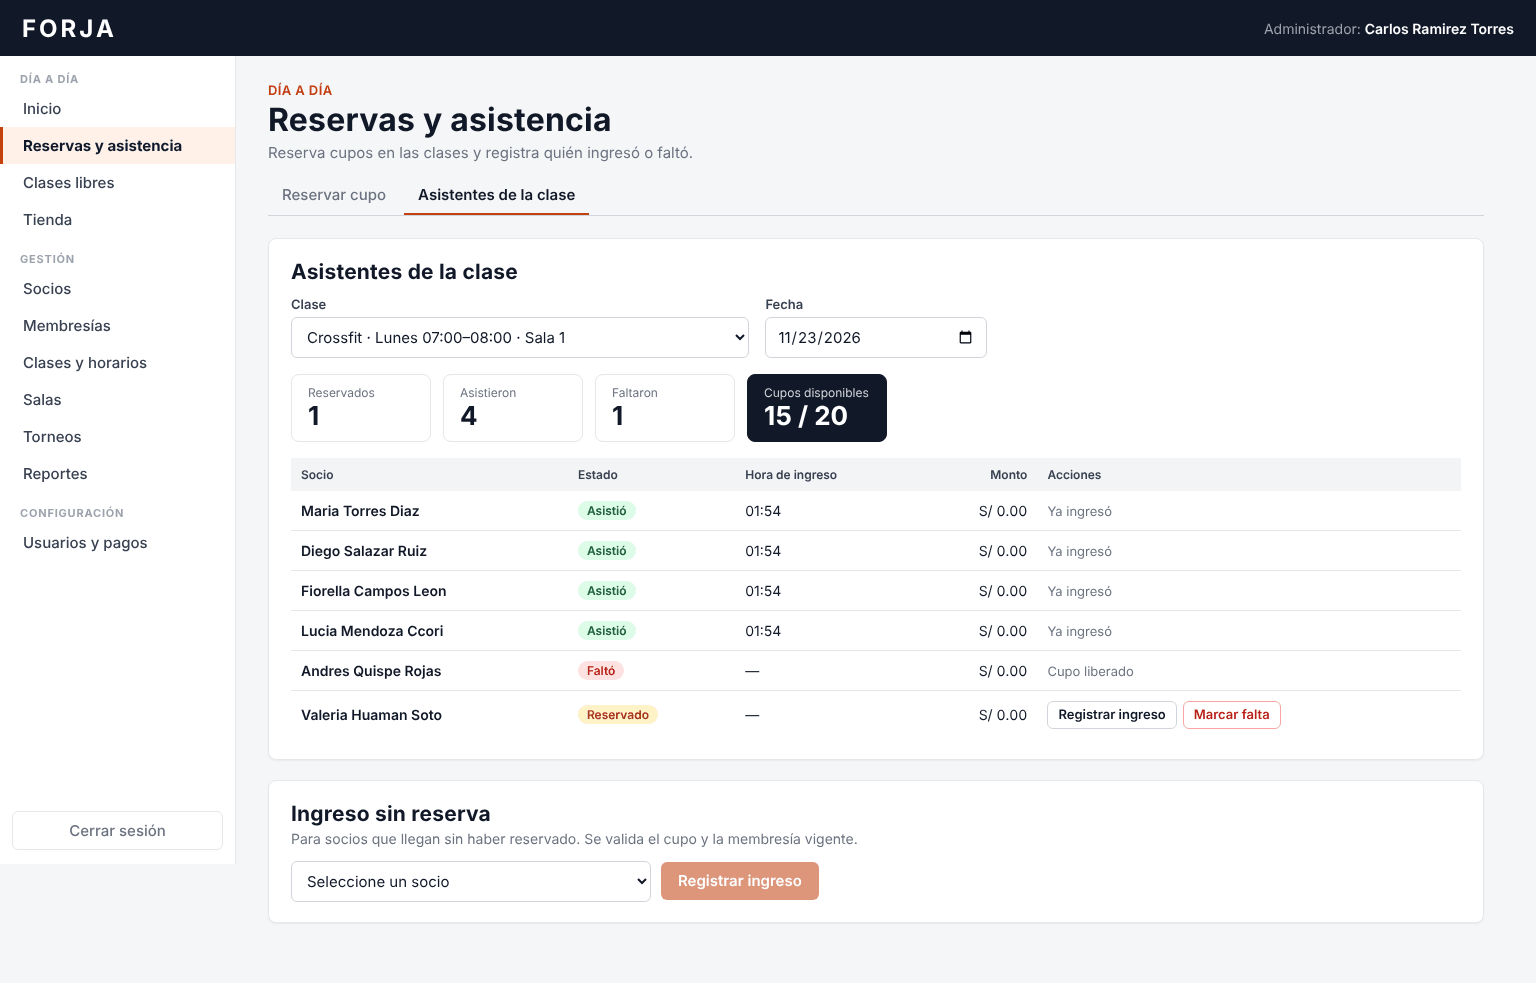 FORJA
Administrador: Carlos Ramirez Torres
DÍA A DÍA
Inicio
Reservas y asistencia
Clases libres
Tienda
GESTIÓN
Socios
Membresías
Clases y horarios
Salas
Torneos
Reportes
CONFIGURACIÓN
Usuarios y pagos
Cerrar sesión
DÍA A DÍA
Reservas y asistencia
Reserva cupos en las clases y registra quién ingresó o faltó.
Reservar cupo Asistentes de la clase
Asistentes de la clase
Clase Fecha
Crossfit · Lunes 07:00–08:00 · Sala 1 11/23/2026
Reservados Asistieron Faltaron Cupos disponibles
1 4 1 15 / 20
Socio Estado Hora de ingreso Monto Acciones
Maria Torres Diaz Asistió 01:54 S/ 0.00 Ya ingresó
Diego Salazar Ruiz Asistió 01:54 S/ 0.00 Ya ingresó
Fiorella Campos Leon Asistió 01:54 S/ 0.00 Ya ingresó
Lucia Mendoza Ccori Asistió 01:54 S/ 0.00 Ya ingresó
Andres Quispe Rojas Faltó — S/ 0.00 Cupo liberado
Valeria Huaman Soto Reservado — S/ 0.00 Registrar ingreso Marcar falta
Ingreso sin reserva
Para socios que llegan sin haber reservado. Se valida el cupo y la membresía vigente.
Seleccione un socio Registrar ingreso